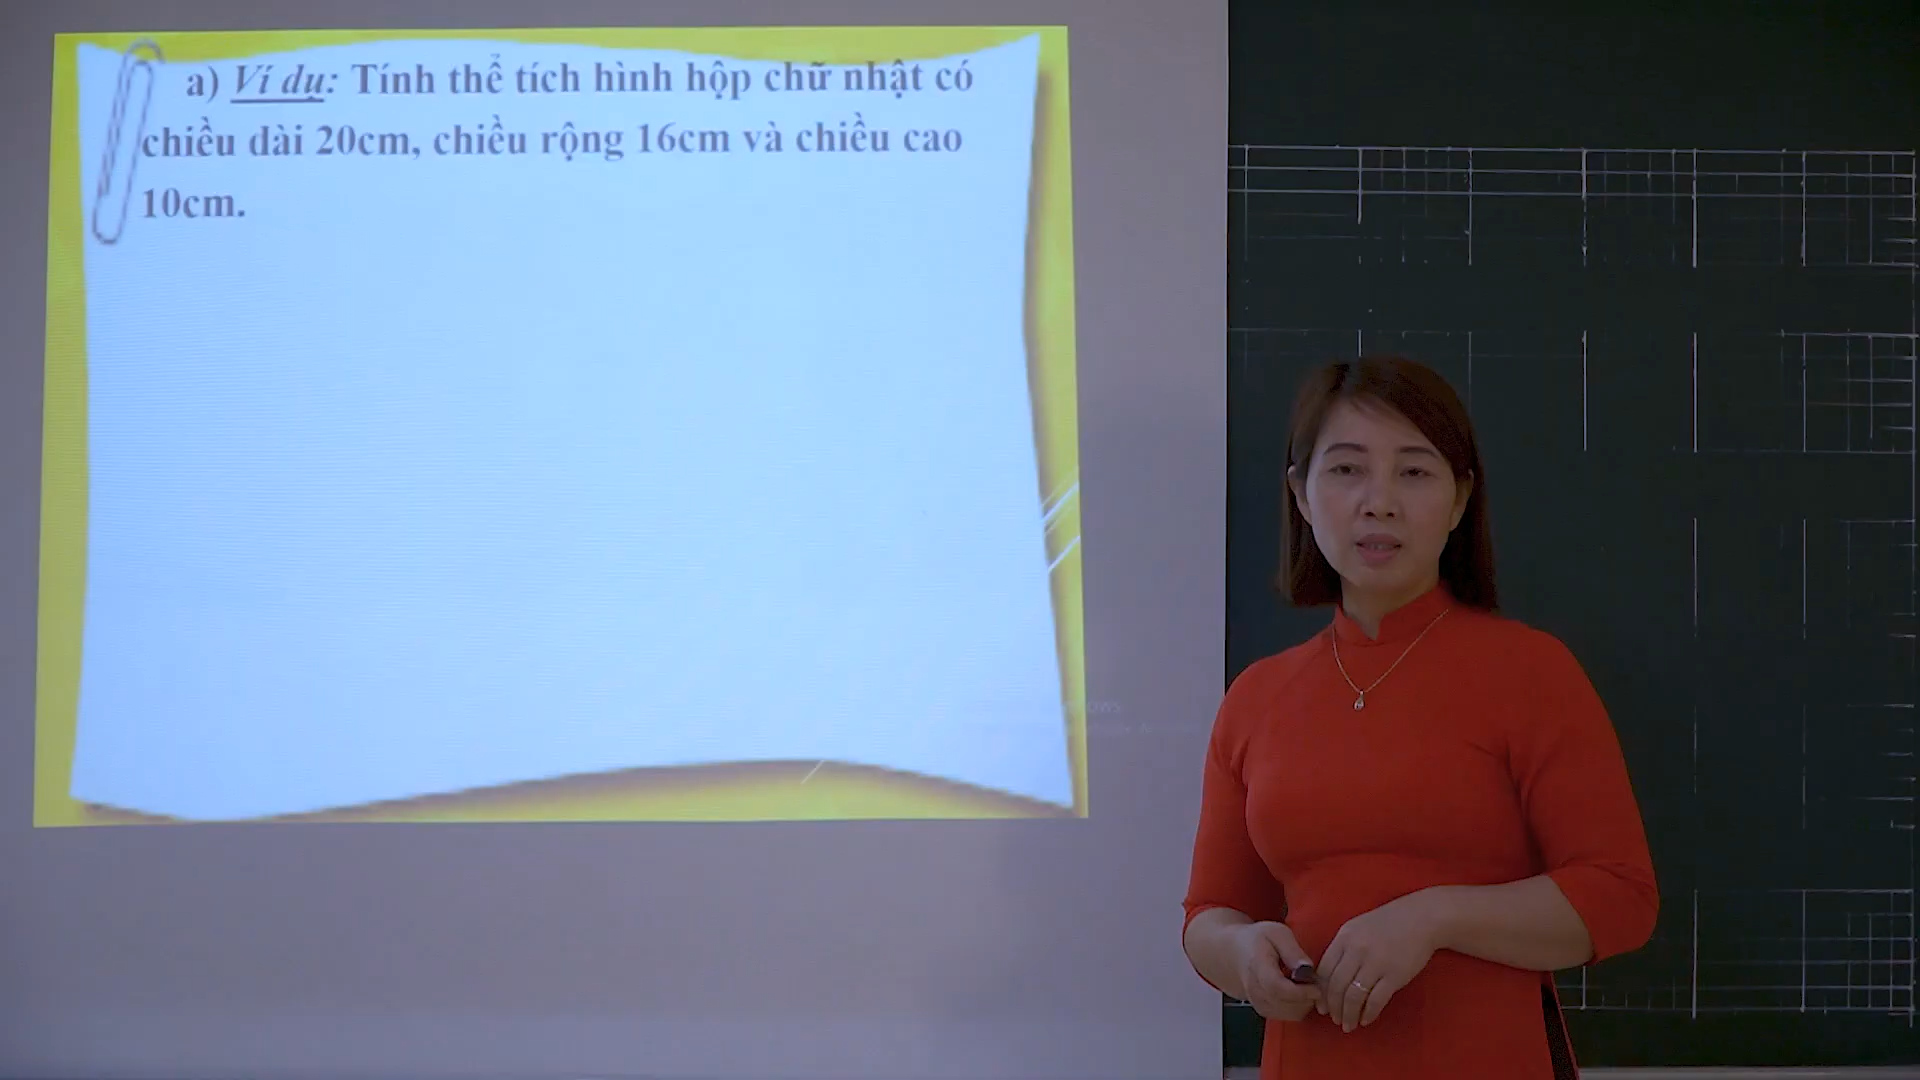 a) Ví dụ: Tính thể tích hình hộp chữ nhật có
chiều dài 20cm, chiều rộng 16cm và chiều cao
10cm.